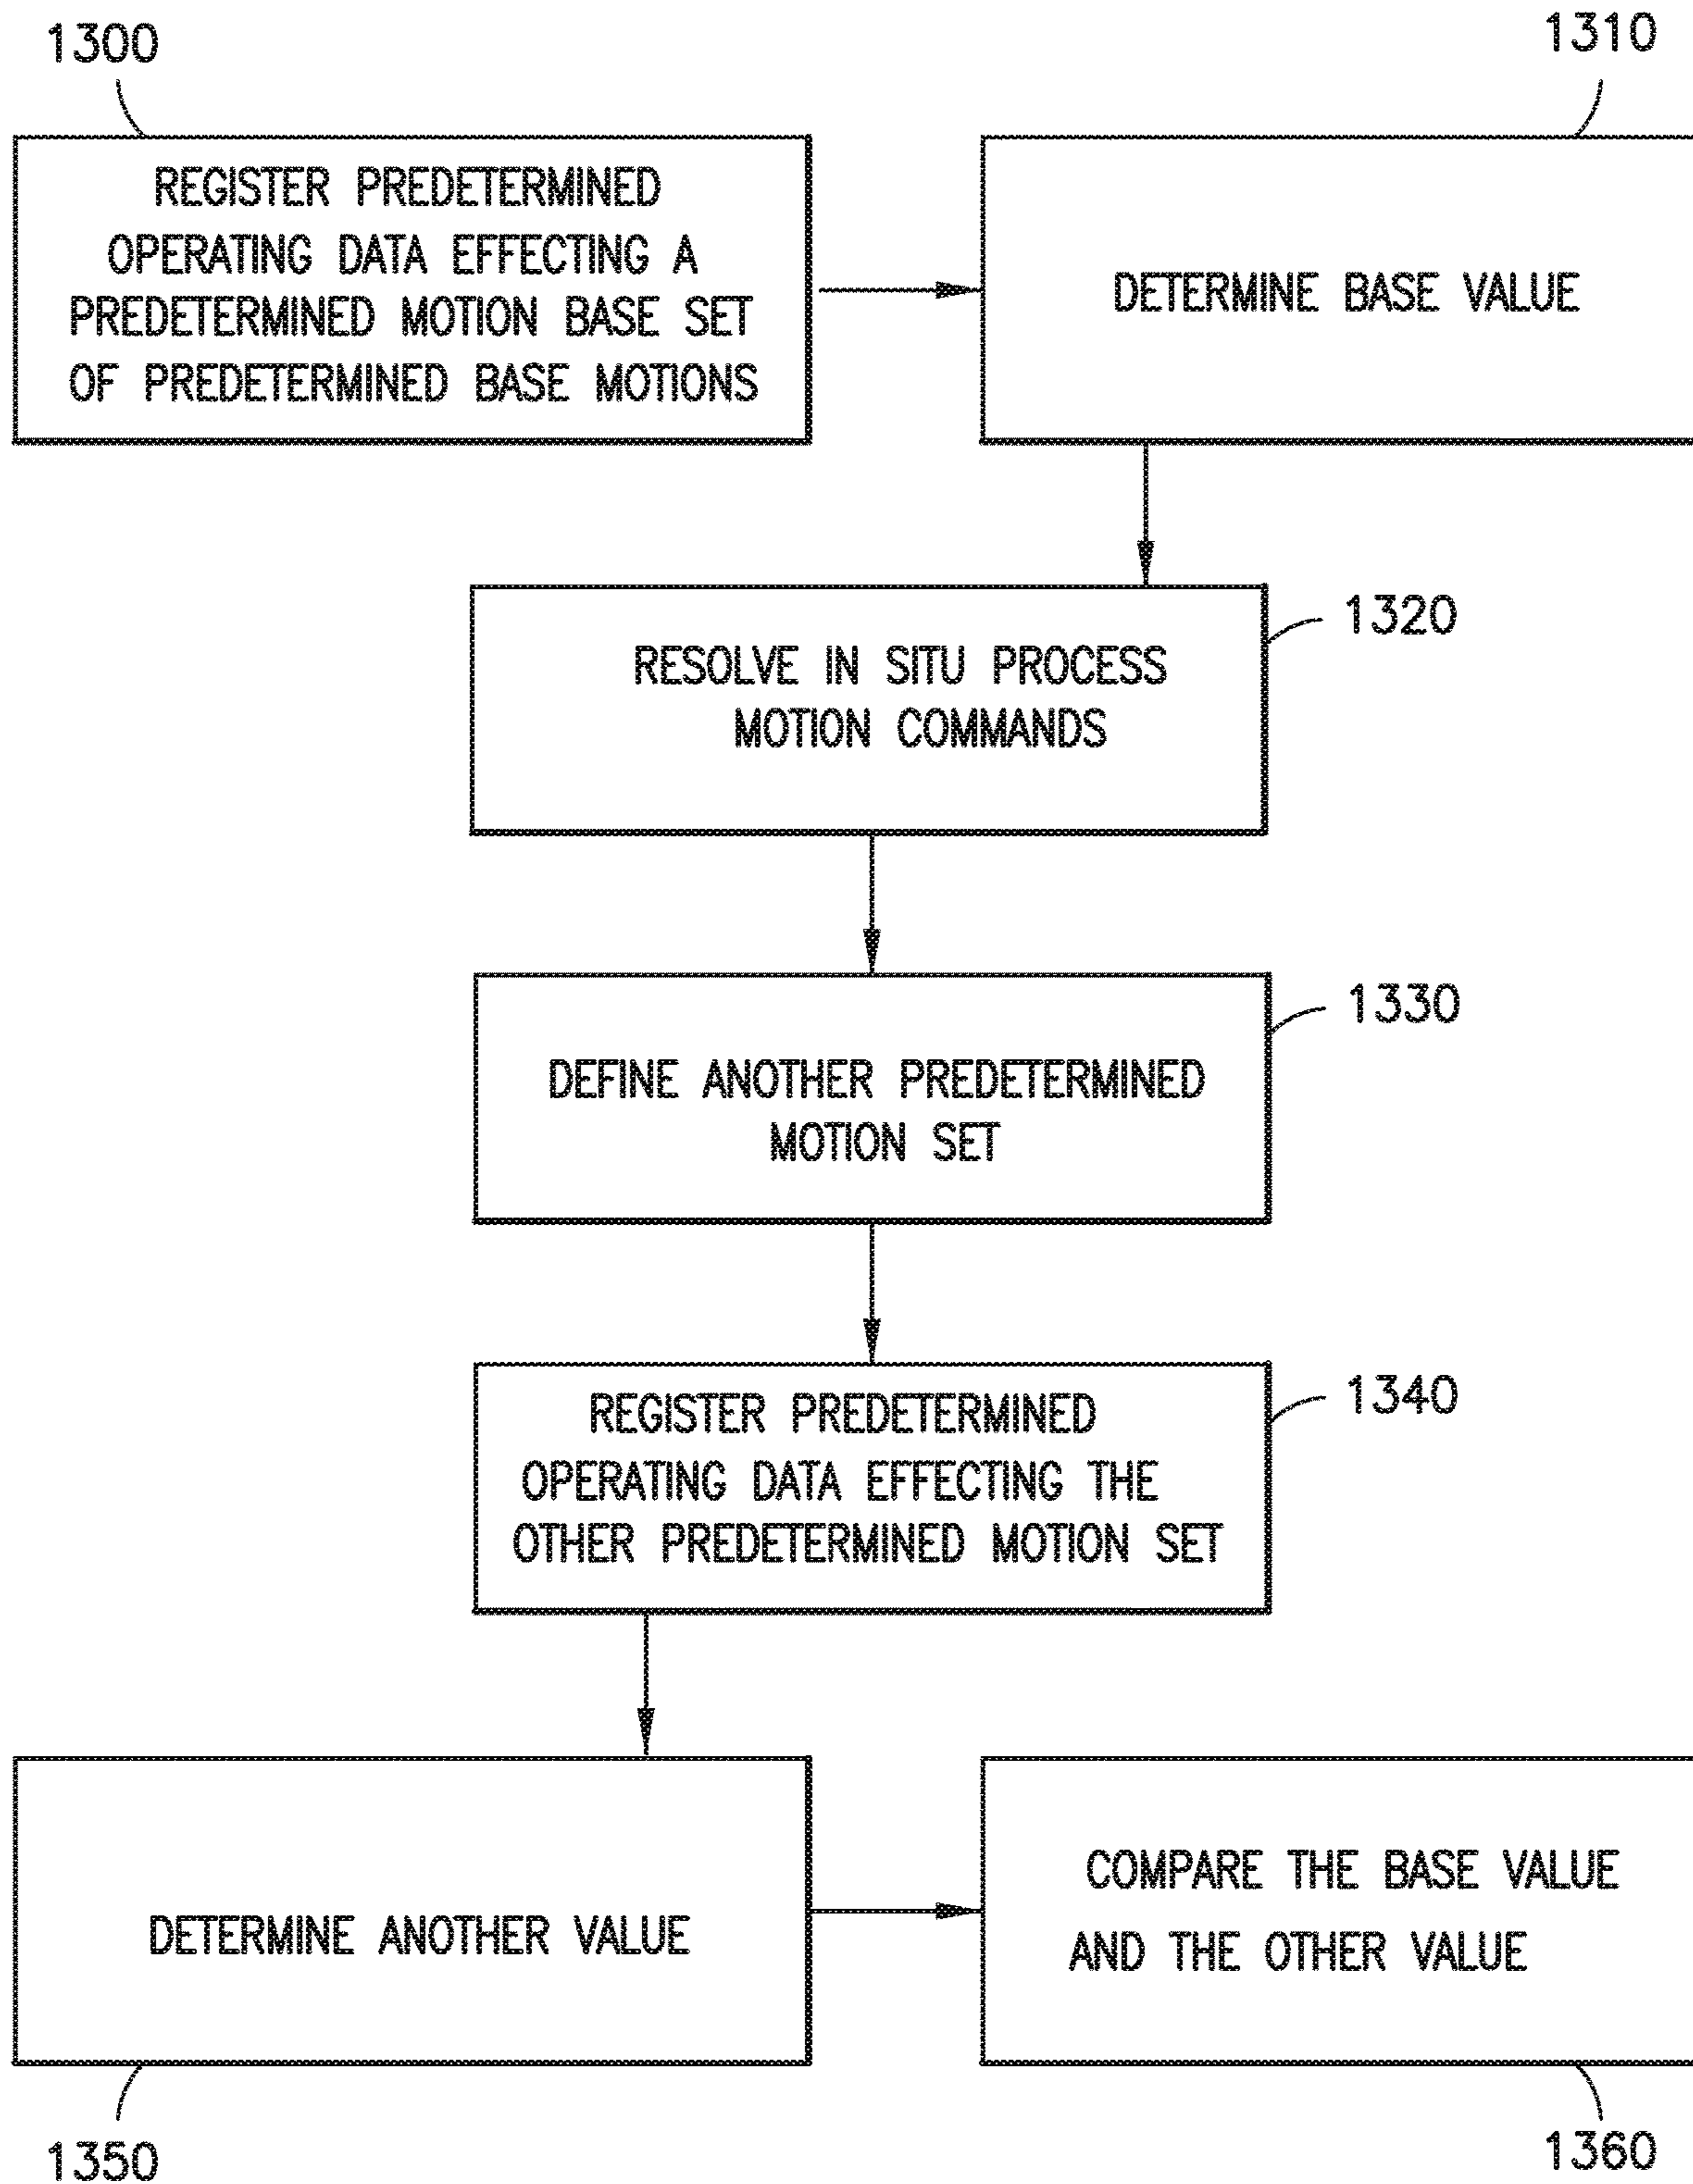 1300
1310
REGISTER PREDETERMINED
OPERATING DATA EFFECTING A
PREDETERMINED MOTION BASE SET
OF PREDETERMINED BASE MOTIONS
DETERMINE BASE VALUE
1320
RESOLVE IN SITU PROCESS
MOTION COMMANDS
1330
DEFINE ANOTHER PREDETERMINED
MOTION SET
1340
REGISTER PREDETERMINED
OPERATING DATA EFFECTING THE
OTHER PREDETERMINED MOTION SET
DETERMINE ANOTHER VALUE
COMPARE THE BASE VALUE
AND THE OTHER VALUE
1350
1360